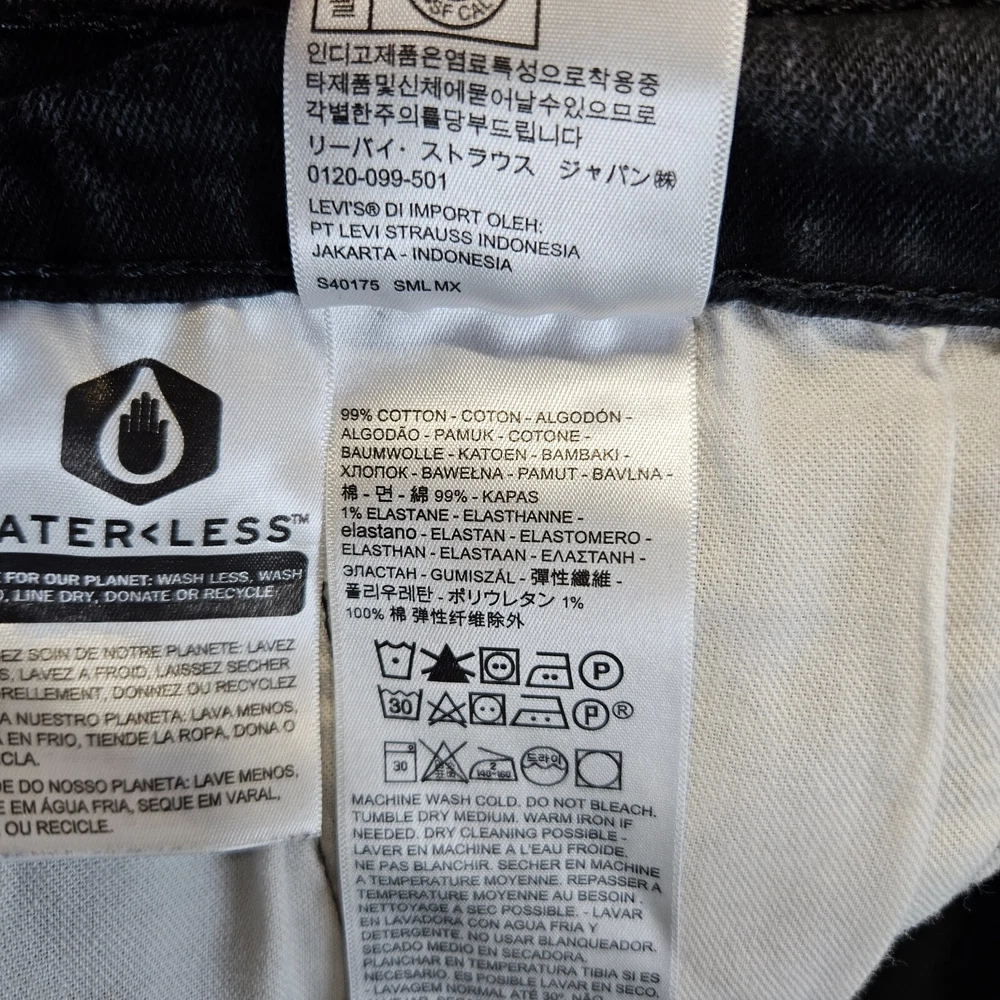 SF CAL
인디고제품은염료특성으로착용중
타제품및신체에묻어날수있으므로
각별한주의를당부드립니다
リーバイ・ストラウス ジャパン㈱
0120-099-501
LEVI'S® DI IMPORT OLEH:
PT LEVI STRAUSS INDONESIA
JAKARTA - INDONESIA
S40175 SML MX
ATER<LESS™
FOR OUR PLANET: WASH LESS, WASH
LINE DRY, DONATE OR RECYCLE
EZ SOIN DE NOTRE PLANETE: LAVEZ
S, LAVEZ A FROID, LAISSEZ SECHER
RELLEMENT, DONNEZ OU RECYCLEZ
A NUESTRO PLANETA: LAVA MENOS,
A EN FRIO, TIENDE LA ROPA, DONA O
CLA.
E DO NOSSO PLANETA: LAVE MENOS,
E EM ÁGUA FRIA, SEQUE EM VARAL,
OU RECICLE.
99% COTTON - COTON - ALGODÓN -
ALGODÃO - PAMUK - COTONE -
BAUMWOLLE - KATOEN - BAMBAKI -
ХЛОПОК - BAWEŁNA - PAMUT - BAVLNA -
棉 - 면 - 綿 99% - KAPAS
1% ELASTANE - ELASTHANNE -
elastano - ELASTAN - ELASTOMERO -
ELASTHAN - ELASTAAN - ΕΛΑΣΤΑΝΗ -
ЭЛАСТАН - GUMISZÁL - 彈性纖維 -
폴리우레탄 - ポリウレタン 1%
100% 棉 弹性纤维除外
P
30 P ®
30 2 140-160 드라이
MACHINE WASH COLD. DO NOT BLEACH.
TUMBLE DRY MEDIUM. WARM IRON IF
NEEDED. DRY CLEANING POSSIBLE -
LAVER EN MACHINE A L'EAU FROIDE.
NE PAS BLANCHIR. SECHER EN MACHINE
A TEMPERATURE MOYENNE. REPASSER A
TEMPERATURE MOYENNE AU BESOIN .
NETTOYAGE A SEC POSSIBLE. - LAVAR
EN LAVADORA CON AGUA FRIA Y
DETERGENTE. NO USAR BLANQUEADOR.
SECADO MEDIO EN SECADORA.
PLANCHAR EN TEMPERATURA TIBIA SI ES
NECESARIO. ES POSIBLE LAVAR EN SECO.
- LAVAGEM NORMAL ATÉ 30°. NÃO